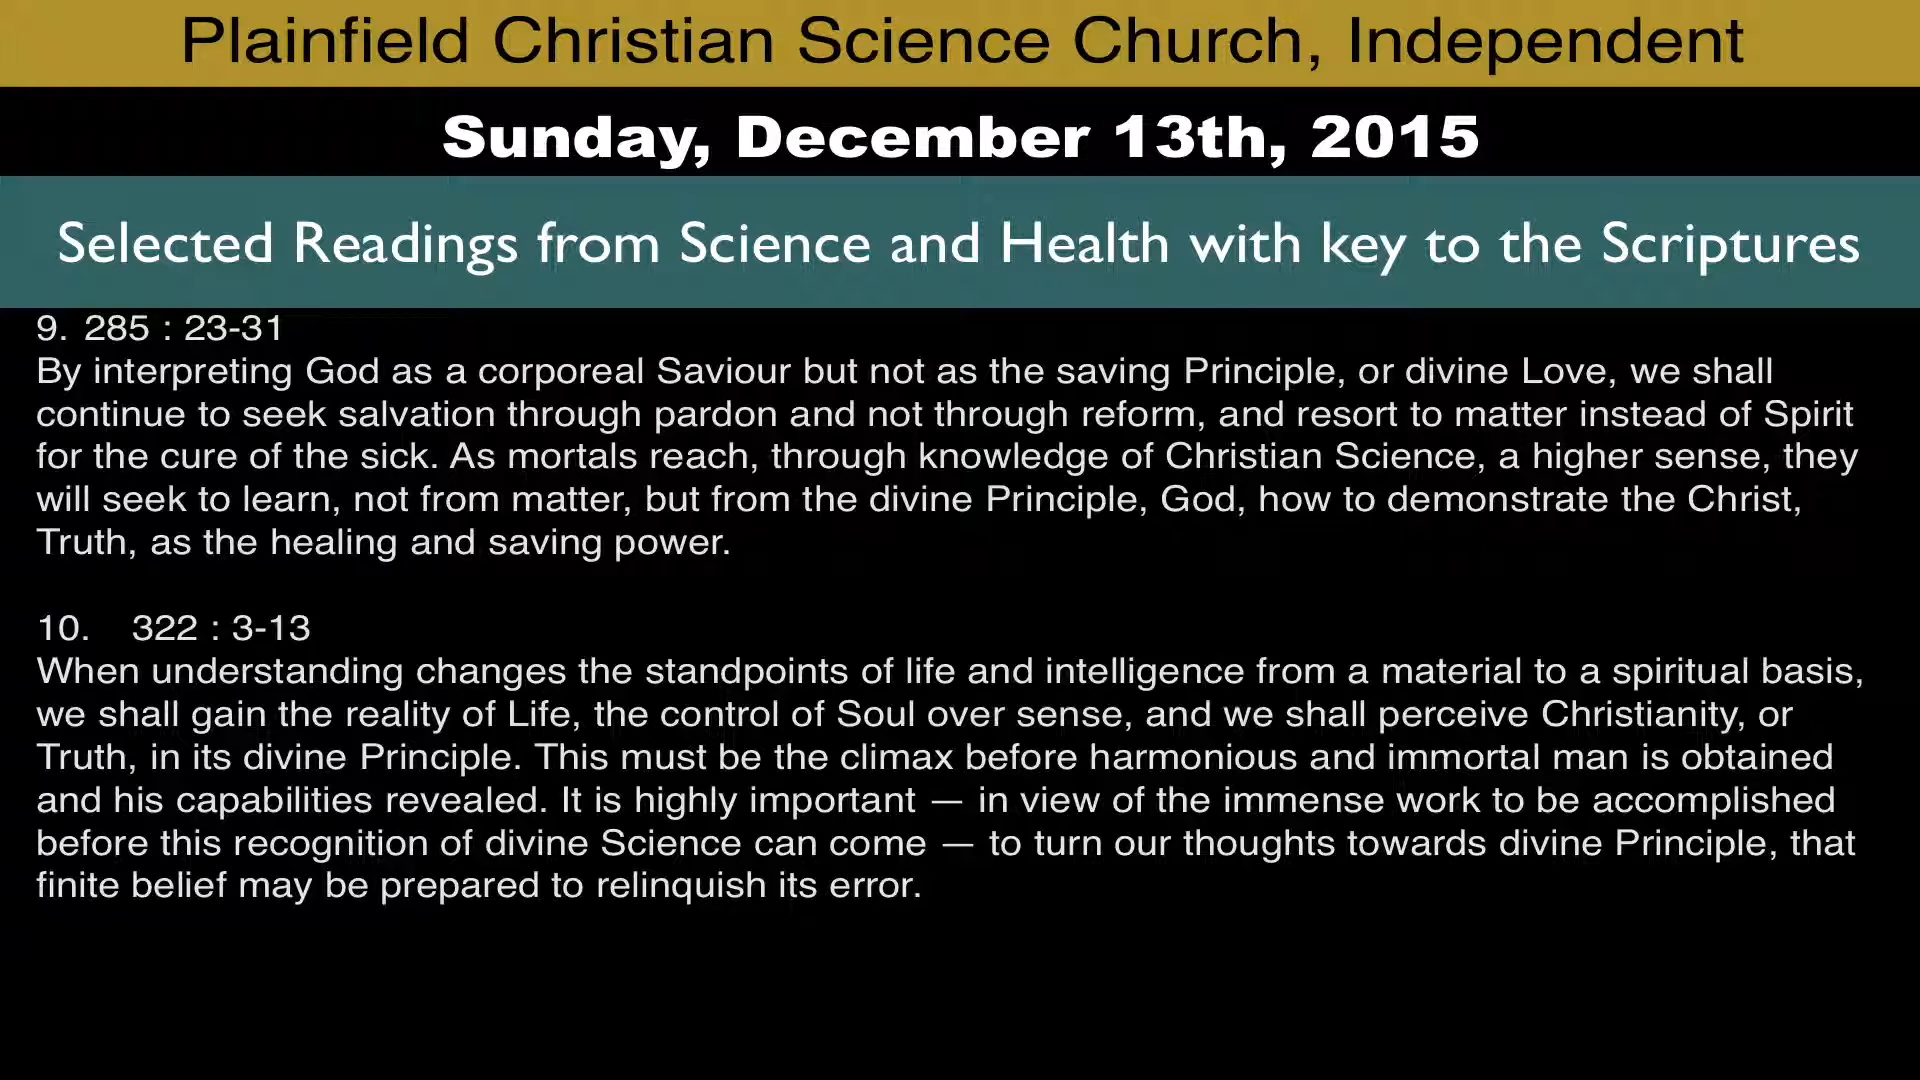 Plainfield Christian Science Church, Independent
Sunday, December 13th, 2015
Selected Readings from Science and Health with key to the Scriptures
9. 285 : 23-31
By interpreting God as a corporeal Saviour but not as the saving Principle, or divine Love, we shall
continue to seek salvation through pardon and not through reform, and resort to matter instead of Spirit
for the cure of the sick. As mortals reach, through knowledge of Christian Science, a higher sense, they
will seek to learn, not from matter, but from the divine Principle, God, how to demonstrate the Christ,
Truth, as the healing and saving power.
10. 322 : 3-13
When understanding changes the standpoints of life and intelligence from a material to a spiritual basis,
we shall gain the reality of Life, the control of Soul over sense, and we shall perceive Christianity, or
Truth, in its divine Principle. This must be the climax before harmonious and immortal man is obtained
and his capabilities revealed. It is highly important — in view of the immense work to be accomplished
before this recognition of divine Science can come — to turn our thoughts towards divine Principle, that
finite belief may be prepared to relinquish its error.